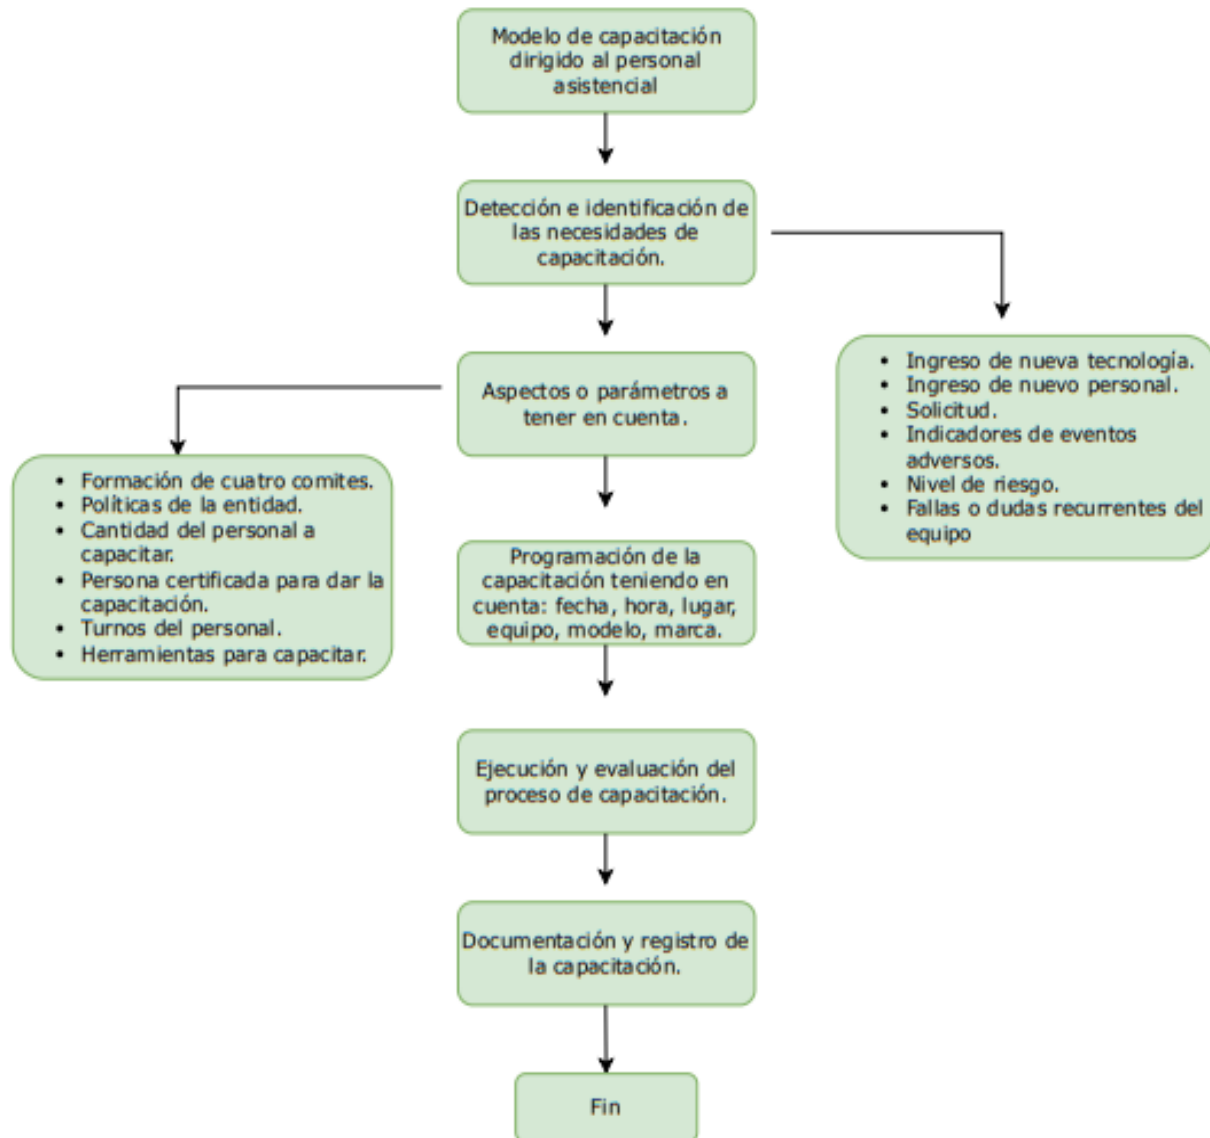 Modelo de capacitación
dirigido al personal
asistencial
Detección e identificación de
las necesidades de
capacitación.
• Ingreso de nueva tecnología.
• Ingreso de nuevo personal.
• Solicitud.
• Indicadores de eventos
adversos.
• Nivel de riesgo.
• Fallas o dudas recurrentes del
equipo
Aspectos o parámetros a
tener en cuenta.
• Formación de cuatro comites.
• Políticas de la entidad.
• Cantidad del personal a
capacitar.
• Persona certificada para dar la
capacitación.
• Turnos del personal.
• Herramientas para capacitar.
Programación de la
capacitación teniendo en
cuenta: fecha, hora, lugar,
equipo, modelo, marca.
Ejecución y evaluación del
proceso de capacitación.
Documentación y registro de
la capacitación.
Fin